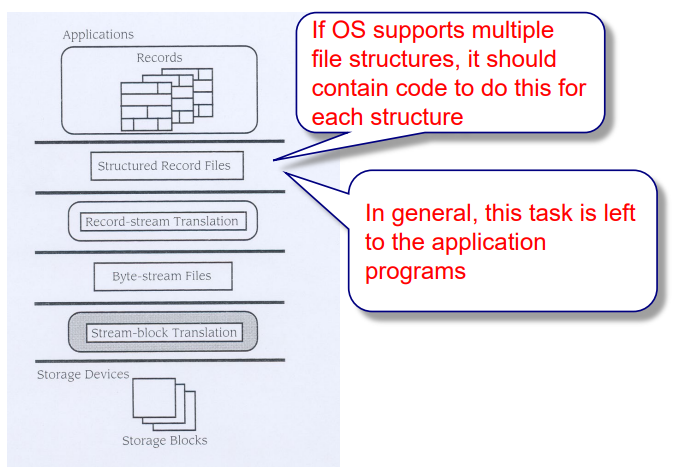 Applications
Records
Structured Record Files
Record-stream Translation
Byte-stream Files
Stream-block Translation
Storage Devices
Storage Blocks
If OS supports multiple
file structures, it should
contain code to do this for
each structure
In general, this task is left
to the application
programs